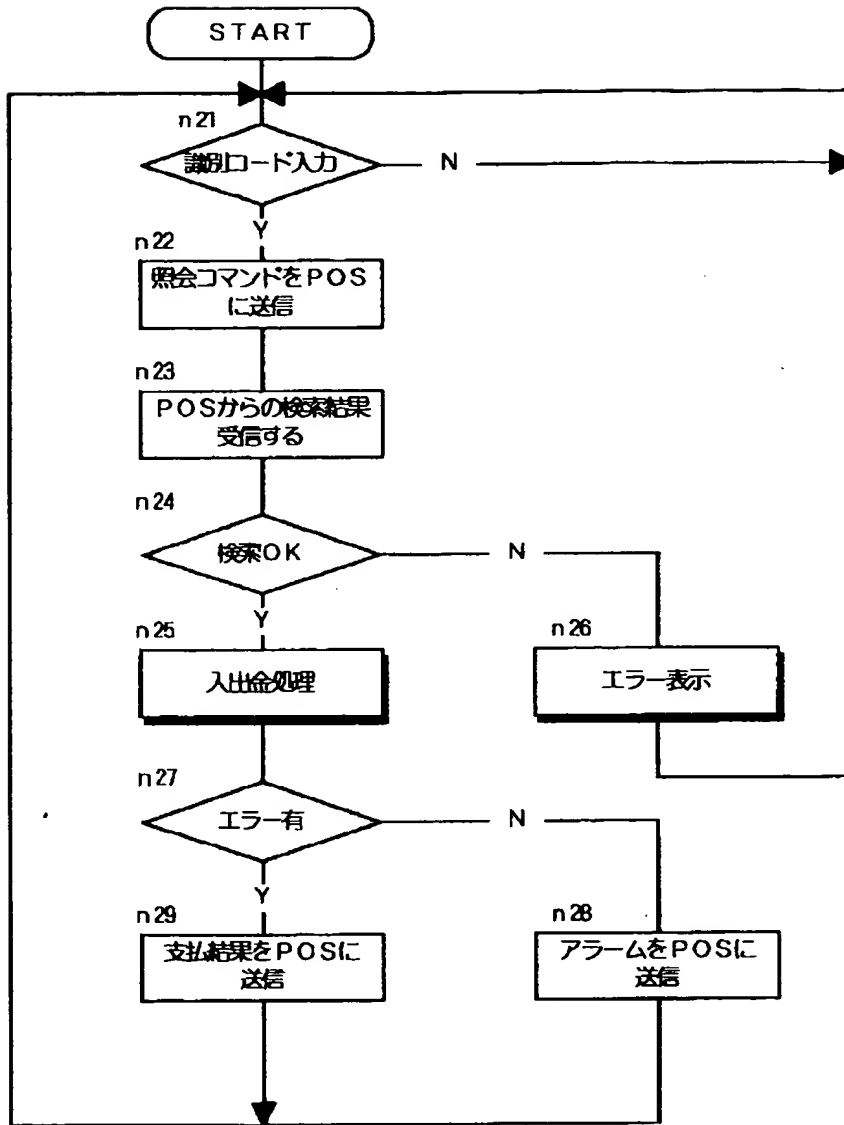 START
n21
識別コード入力
N
Y
n22
照会コマンドをPOS
に送信
n23
POSからの検索結果
受信する
n24
検索OK
N
Y
n25
入出金処理
n26
エラー表示
n27
エラー有
N
Y
n29
支払結果をPOSに
送信
n28
アラームをPOSに
送信